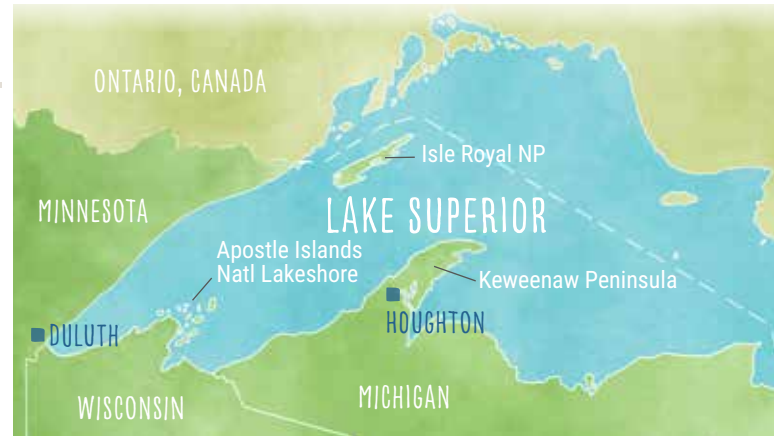 ONTARIO, CANADA
Isle Royal NP
MINNESOTA
LAKE SUPERIOR
Apostle Islands
Natl Lakeshore
Keweenaw Peninsula
HOUGHTON
DULUTH
MICHIGAN
WISCONSIN